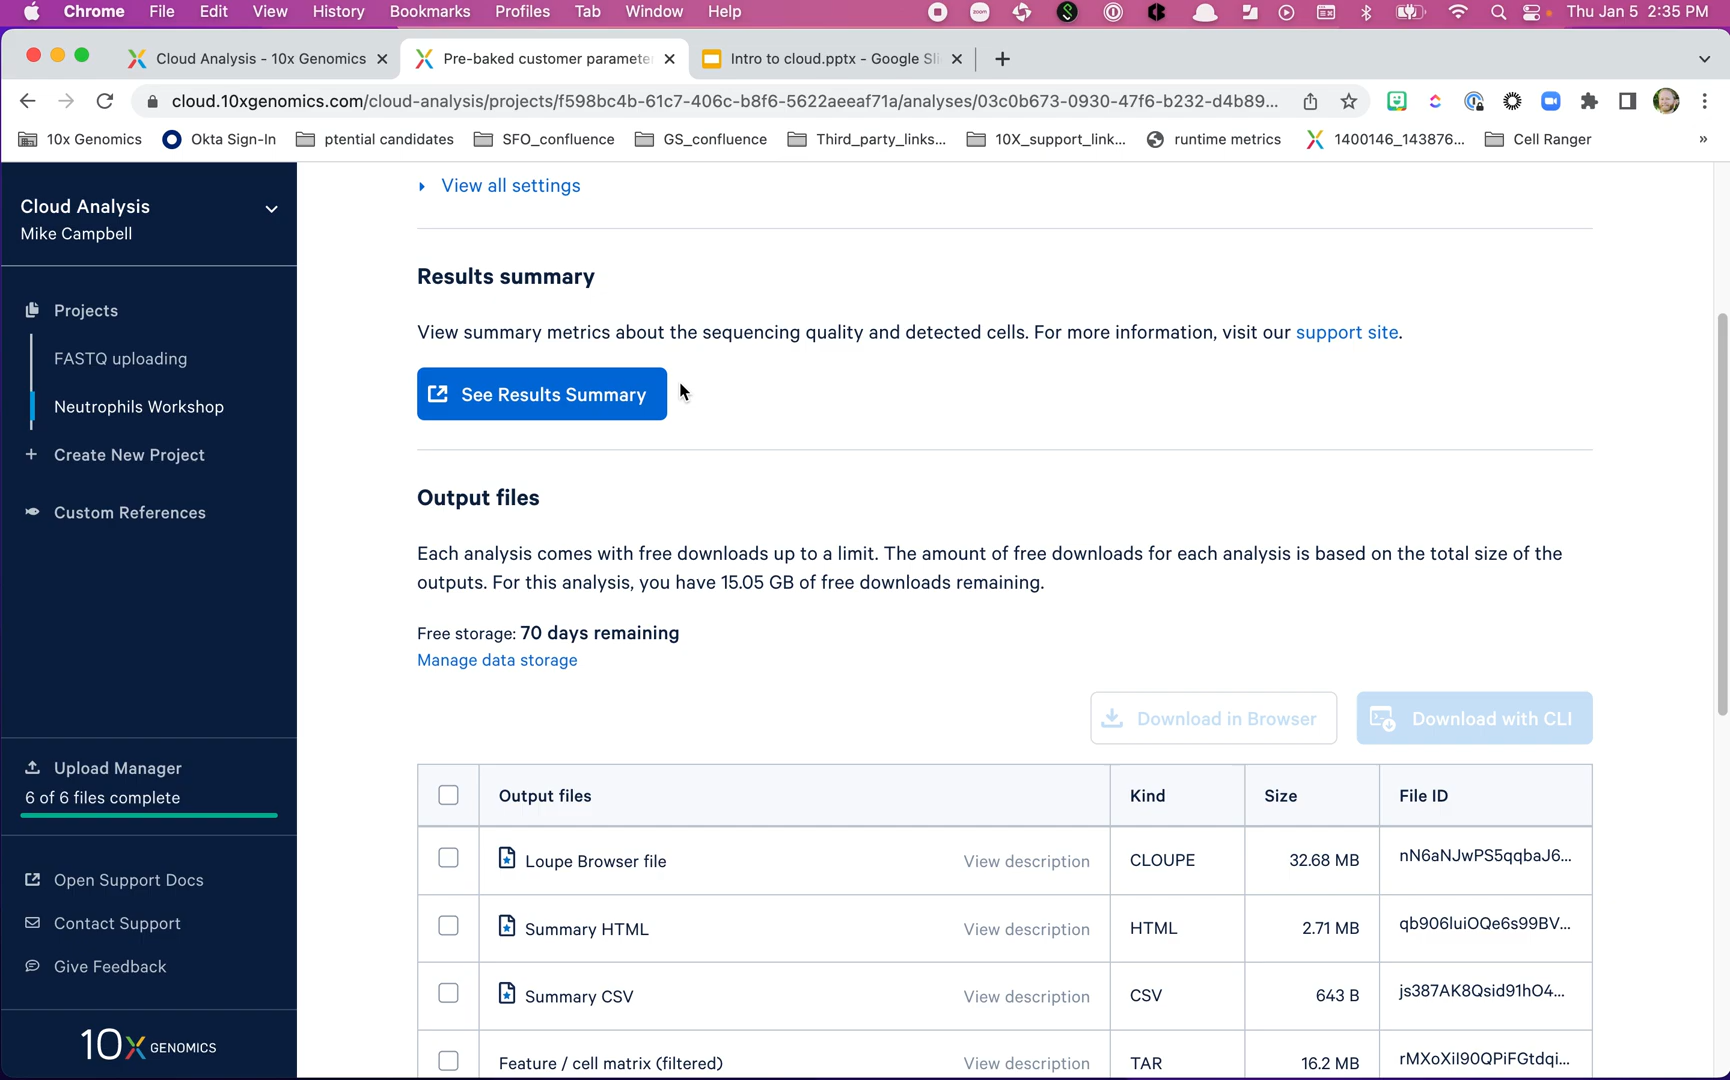 Chrome File Edit View History Bookmarks Profiles Tab Window Help
zoom
Thu Jan 5 2:35 PM
Cloud Analysis - 10x Genomics
Pre-baked customer paramete
Intro to cloud.pptx - Google Sli
cloud.10xgenomics.com/cloud-analysis/projects/f598bc4b-61c7-406c-b8f6-5622aeeaf71a/analyses/03c0b673-0930-47f6-b232-d4b89...
10x Genomics Okta Sign-In ptential candidates SFO_confluence GS_confluence Third_party_links... 10X_support_link... runtime metrics 1400146_143876... Cell Ranger »
Cloud Analysis
Mike Campbell
Projects
FASTQ uploading
Neutrophils Workshop
+ Create New Project
Custom References
Upload Manager
6 of 6 files complete
Open Support Docs
Contact Support
Give Feedback
10X GENOMICS
View all settings
Results summary
View summary metrics about the sequencing quality and detected cells. For more information, visit our support site.
See Results Summary
Output files
Each analysis comes with free downloads up to a limit. The amount of free downloads for each analysis is based on the total size of the
outputs. For this analysis, you have 15.05 GB of free downloads remaining.
Free storage: 70 days remaining
Manage data storage
Download in Browser
Download with CLI
Output files Kind Size File ID
Loupe Browser file View description CLOUPE 32.68 MB nN6aNJwPS5qqbaJ6...
Summary HTML View description HTML 2.71 MB qb906luiOQe6s99BV...
Summary CSV View description CSV 643 B js387AK8Qsid91hO4...
Feature / cell matrix (filtered) View description TAR 16.2 MB rMXoXiI90QPiFGtdqi...